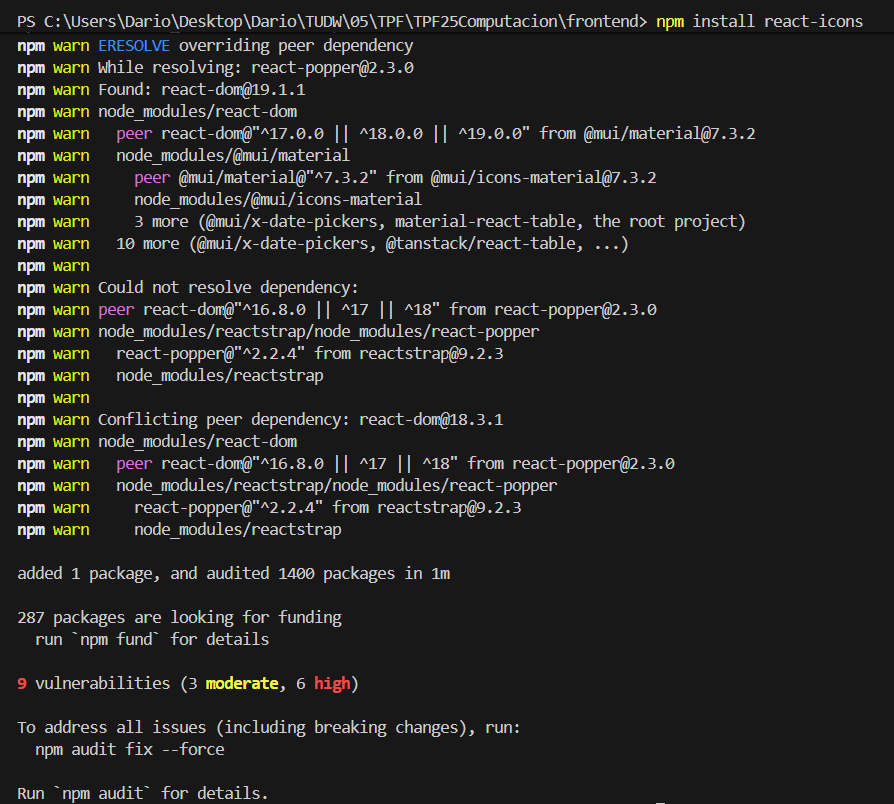 PS C:\Users\Dario\Desktop\Dario\TUDW\05\TPF\TPF25Computacion\frontend> npm install react-icons
npm warn ERESOLVE overriding peer dependency
npm warn While resolving: react-popper@2.3.0
npm warn Found: react-dom@19.1.1
npm warn node_modules/react-dom
npm warn   peer react-dom@"^17.0.0 || ^18.0.0 || ^19.0.0" from @mui/material@7.3.2
npm warn   node_modules/@mui/material
npm warn     peer @mui/material@"^7.3.2" from @mui/icons-material@7.3.2
npm warn     node_modules/@mui/icons-material
npm warn     3 more (@mui/x-date-pickers, material-react-table, the root project)
npm warn   10 more (@mui/x-date-pickers, @tanstack/react-table, ...)
npm warn
npm warn Could not resolve dependency:
npm warn peer react-dom@"^16.8.0 || ^17 || ^18" from react-popper@2.3.0
npm warn node_modules/reactstrap/node_modules/react-popper
npm warn   react-popper@"^2.2.4" from reactstrap@9.2.3
npm warn   node_modules/reactstrap
npm warn
npm warn Conflicting peer dependency: react-dom@18.3.1
npm warn node_modules/react-dom
npm warn   peer react-dom@"^16.8.0 || ^17 || ^18" from react-popper@2.3.0
npm warn   node_modules/reactstrap/node_modules/react-popper
npm warn     react-popper@"^2.2.4" from reactstrap@9.2.3
npm warn     node_modules/reactstrap
added 1 package, and audited 1400 packages in 1m
287 packages are looking for funding
  run `npm fund` for details
9 vulnerabilities (3 moderate, 6 high)
To address all issues (including breaking changes), run:
  npm audit fix --force
Run `npm audit` for details.